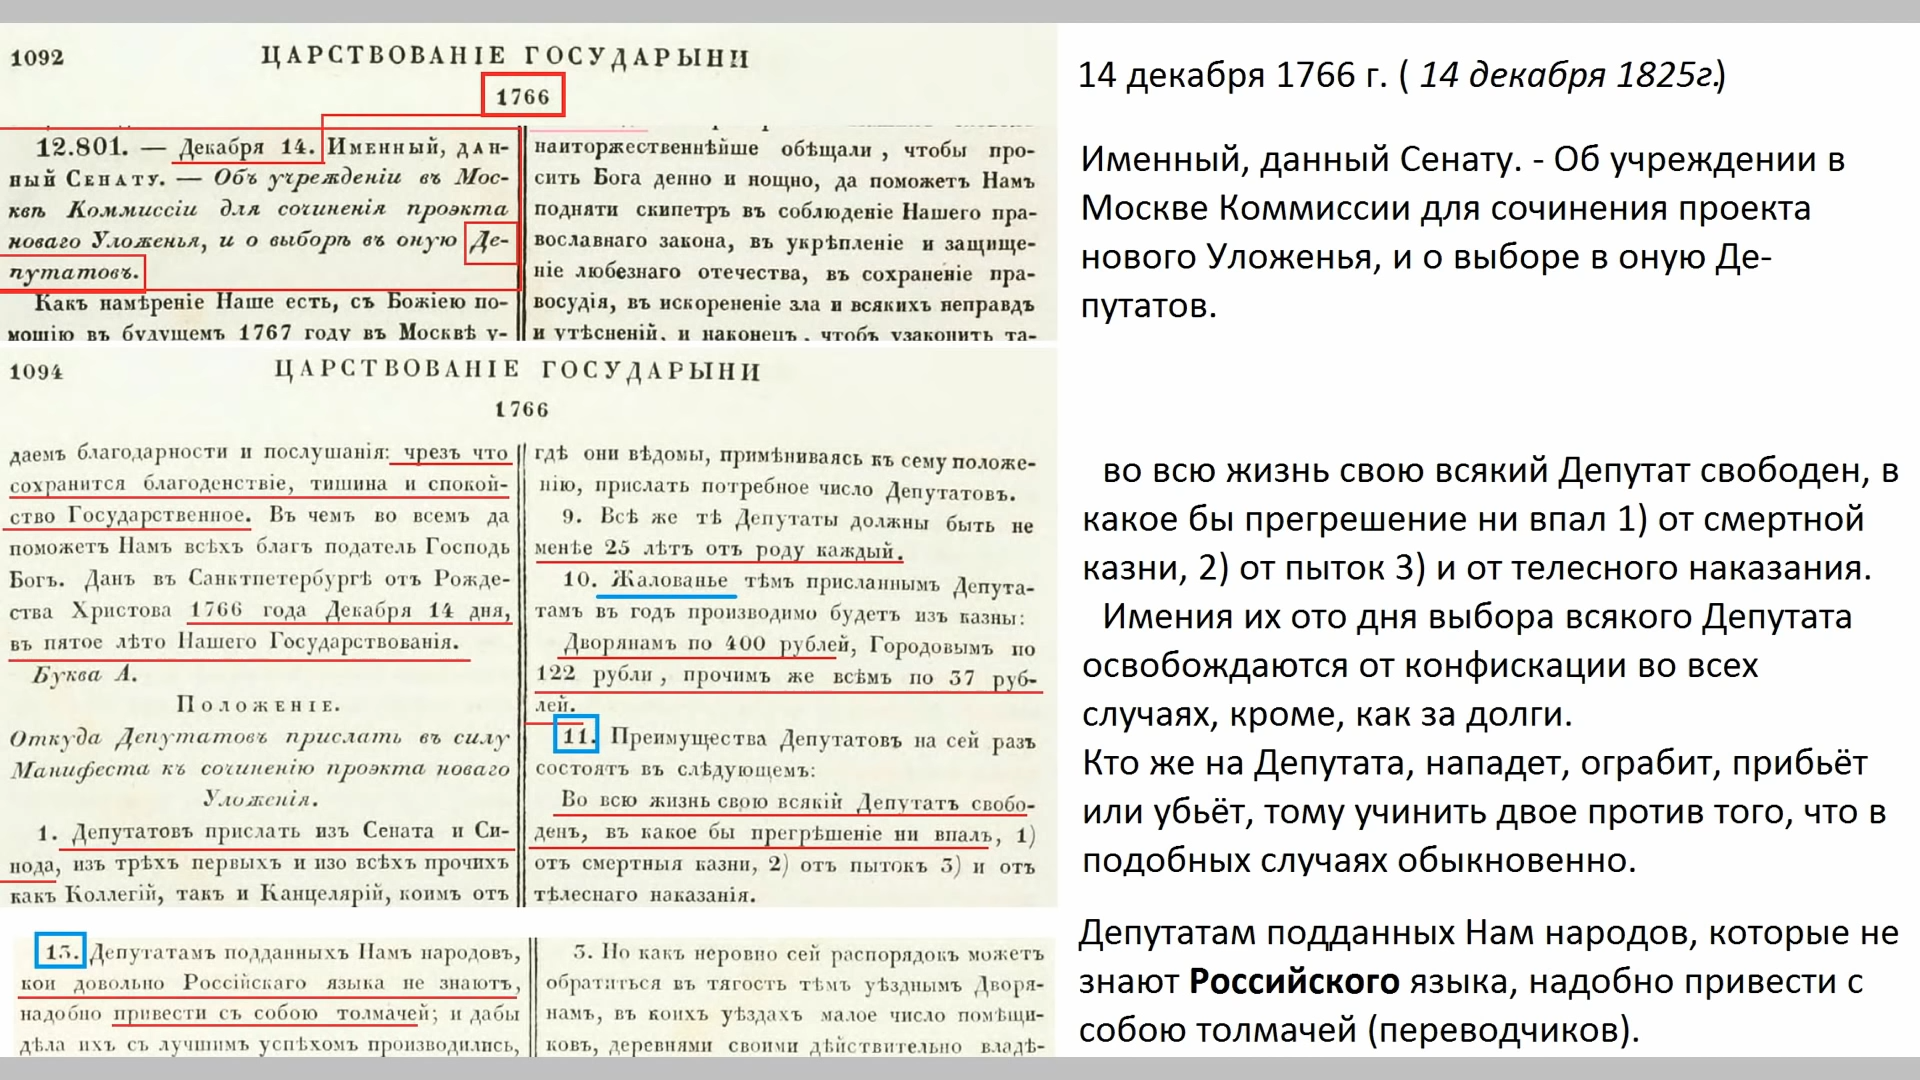 1092 ЦАРСТВОВАНІЕ ГОСУДАРЫНИ
1766
12.801. — Декабря 14. Именный, дан-
ный Сенату. — Объ учрежденіи въ Мос-
квѣ Коммиссіи для сочиненія проэкта
новаго Уложенья, и о выборѣ въ оную Де-
путатовъ.
Какъ намѣреніе Наше есть, съ Божіею по-
мощію въ будущемъ 1767 году въ Москвѣ у-
наиторжественнѣйше обѣщали, чтобы про-
сить Бога денно и нощно, да поможетъ Намъ
подняти скипетръ въ соблюденіе Нашего пра-
вославнаго закона, въ укрѣпленіе и защище-
ніе любезнаго отечества, въ сохраненіе пра-
восудія, въ искорененіе зла и всякихъ неправдъ
и утѣсненій, и наконецъ, чтобъ узаконить та-
1094 ЦАРСТВОВАНІЕ ГОСУДАРЫНИ
1766
даемъ благодарности и послушанія: чрезъ что
сохранится благоденствіе, тишина и спокой-
ство Государственное. Въ чемъ во всемъ да
поможетъ Намъ всѣхъ благъ податель Господь
Богъ. Данъ въ Санктпетербургѣ отъ Рожде-
ства Христова 1766 года Декабря 14 дня,
въ пятое лѣто Нашего Государствованія.
Буква А.
Положеніе.
Откуда Депутатовъ прислать въ силу
Манифеста къ сочиненію проэкта новаго
Уложенія.
1. Депутатовъ прислать изъ Сената и Си-
нода, изъ трѣхъ первыхъ и изо всѣхъ прочихъ
какъ Коллегій, такъ и Канцелярій, коимъ отъ
гдѣ они вѣдомы, примѣниваясь къ сему положе-
нію, прислать потребное число Депутатовъ.
9. Всѣ же тѣ Депутаты должны быть не
менѣе 25 лѣтъ отъ роду каждый.
10. Жалованье тѣмъ присланнымъ Депута-
тамъ въ годъ производимо будетъ изъ казны:
Дворянамъ по 400 рублей, Городовымъ по
122 рубли, прочимъ же всѣмъ по 37 руб-
лей.
11. Преимущества Депутатовъ на сей разъ
состоятъ въ слѣдующемъ:
Во всю жизнь свою всякій Депутатъ свобо-
денъ, въ какое бы прегрѣшеніе ни впалъ, 1)
отъ смертныя казни, 2) отъ пытокъ 3) и отъ
тѣлеснаго наказанія.
13. Депутатамъ подданныхъ Намъ народовъ,
кои довольно Россійскаго языка не знаютъ,
надобно привести съ собою толмачей; и дабы
дѣла ихъ съ лучшимъ успѣхомъ производились,
3. Но какъ неровно сей распорядокъ можетъ
обратиться въ тягость тѣмъ уѣзднымъ Дворя-
намъ, въ коихъ уѣздахъ малое число помѣщи-
ковъ, деревнями своими дѣйствительно владѣ-
14 декабря 1766 г. ( 14 декабря 1825г.)
Именный, данный Сенату. - Об учреждении в
Москве Коммиссии для сочинения проекта
нового Уложенья, и о выборе в оную Де-
путатов.
во всю жизнь свою всякий Депутат свободен, в
какое бы прегрешение ни впал 1) от смертной
казни, 2) от пыток 3) и от телесного наказания.
Имения их ото дня выбора всякого Депутата
освобождаются от конфискации во всех
случаях, кроме, как за долги.
Кто же на Депутата, нападет, ограбит, прибьёт
или убьёт, тому учинить двое против того, что в
подобных случаях обыкновенно.
Депутатам подданных Нам народов, которые не
знают Российского языка, надобно привести с
собою толмачей (переводчиков).